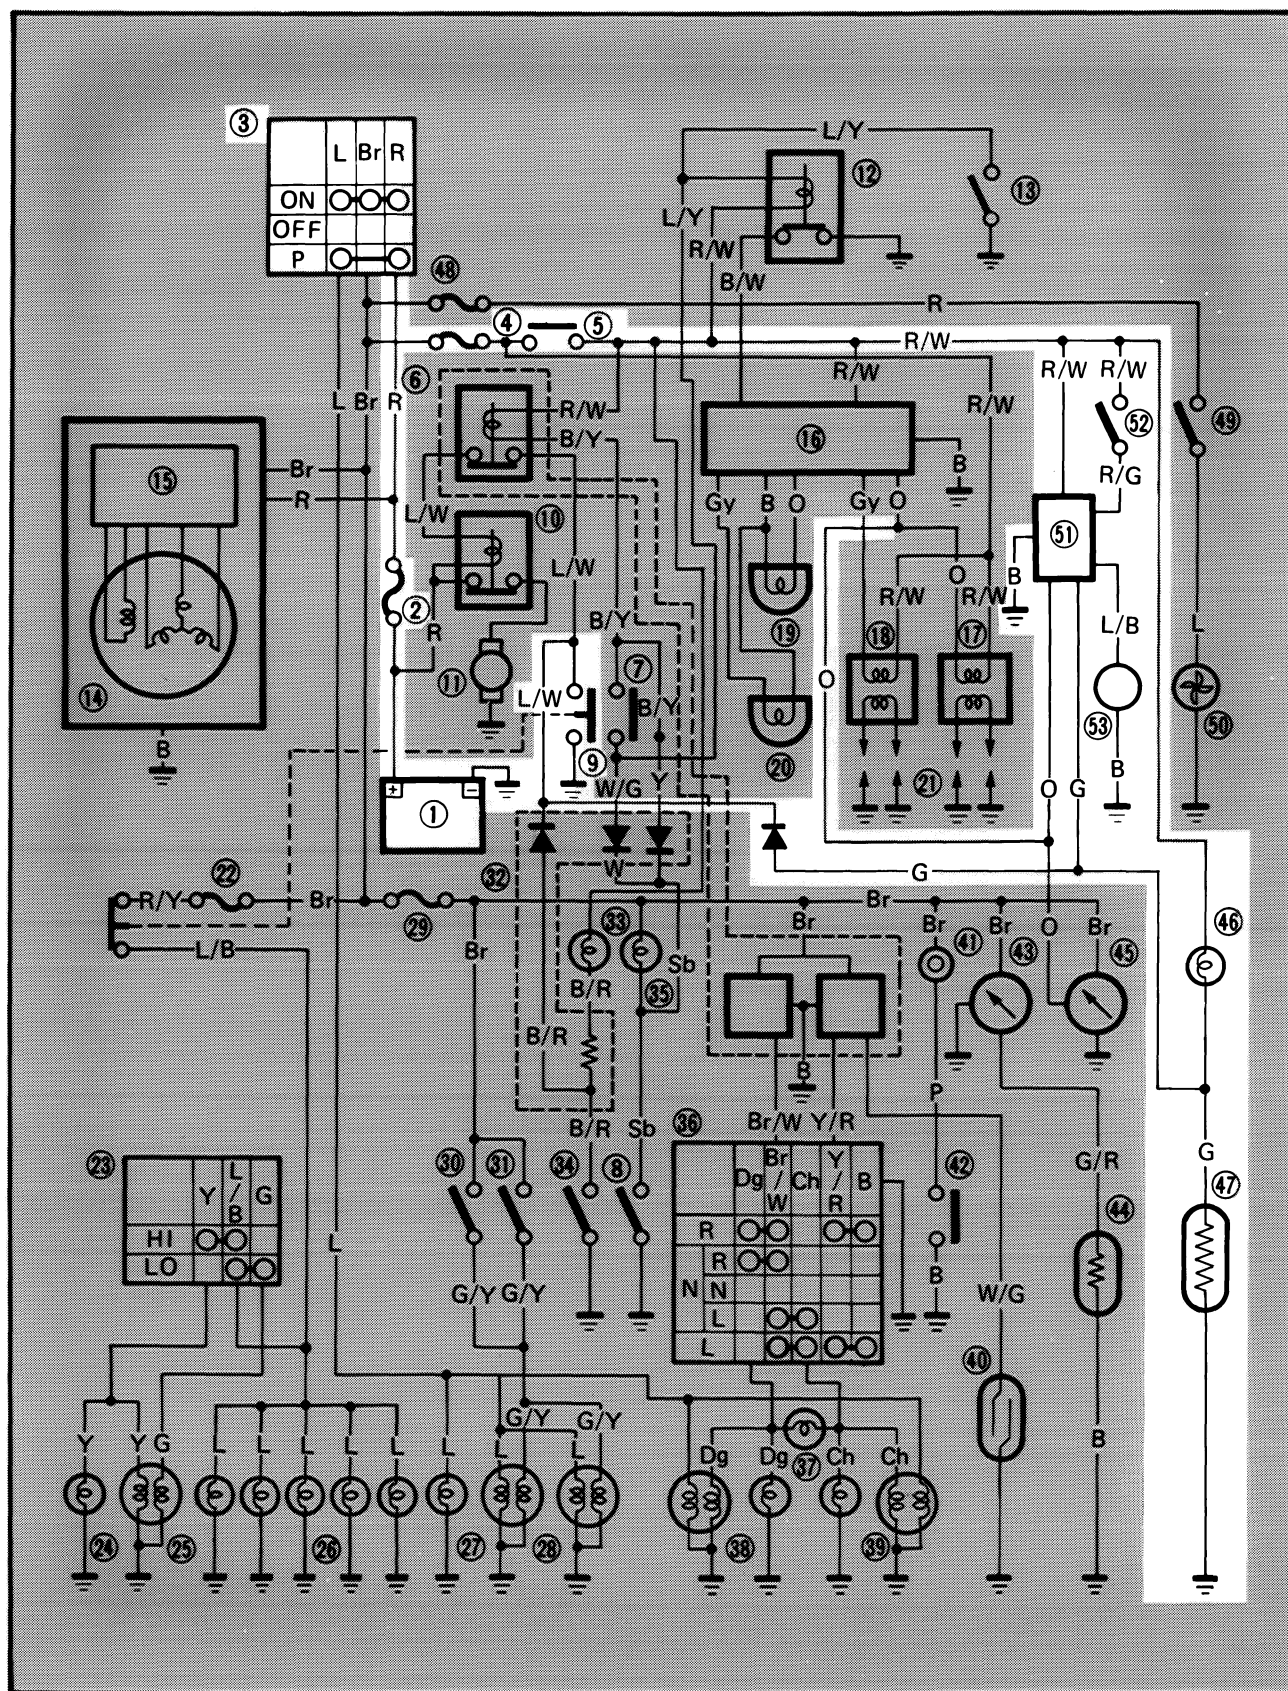 ③
L Br R
ON
OFF
P
L/Y
⑫
⑬
L/Y
R/W
B/W
㊽
R
④
⑤
R/W
⑥
L Br R
R/W
B/Y
R/W
R/W
R/W
R/W
⑯
52
㊾
⑮
Br
R
B
R/G
L/W
⑩
Gy B O Gy O
51
L/W
②
R
B/Y
O
R/W
R/W
B
L/B
L
⑲
⑱
⑰
⑭
⑪
L/W
⑦
B/Y
O
53
㊿
B
⑨
⑳
㉑
B
①
W/G
Y
O
G
W
G
㉒
㉜
R/Y
Br
Br
Br
㉙
L/B
Br
㉝
Sb
Br
Br
㊶
Br
㊸
O
Br
㊺
㊻
B/R
㉟
B/R
B
P
B/R
Sb
㊱
Br/W Y/R
G
㉓
Y
L/B
G
HI
LO
㉚
㉛
㉞
⑧
Dg
Br/W
Ch
Y/R
B
㊷
G/R
㊼
㊹
L
R
R
N N
L
L
B
G/Y G/Y
W/G
㊵
G/Y
G/Y
B
Y Y G L L L L L L L L
Dg Dg ㊲ Ch Ch
㉔ ㉕ ㉖ ㉗ ㉘ ㊳ ㊴